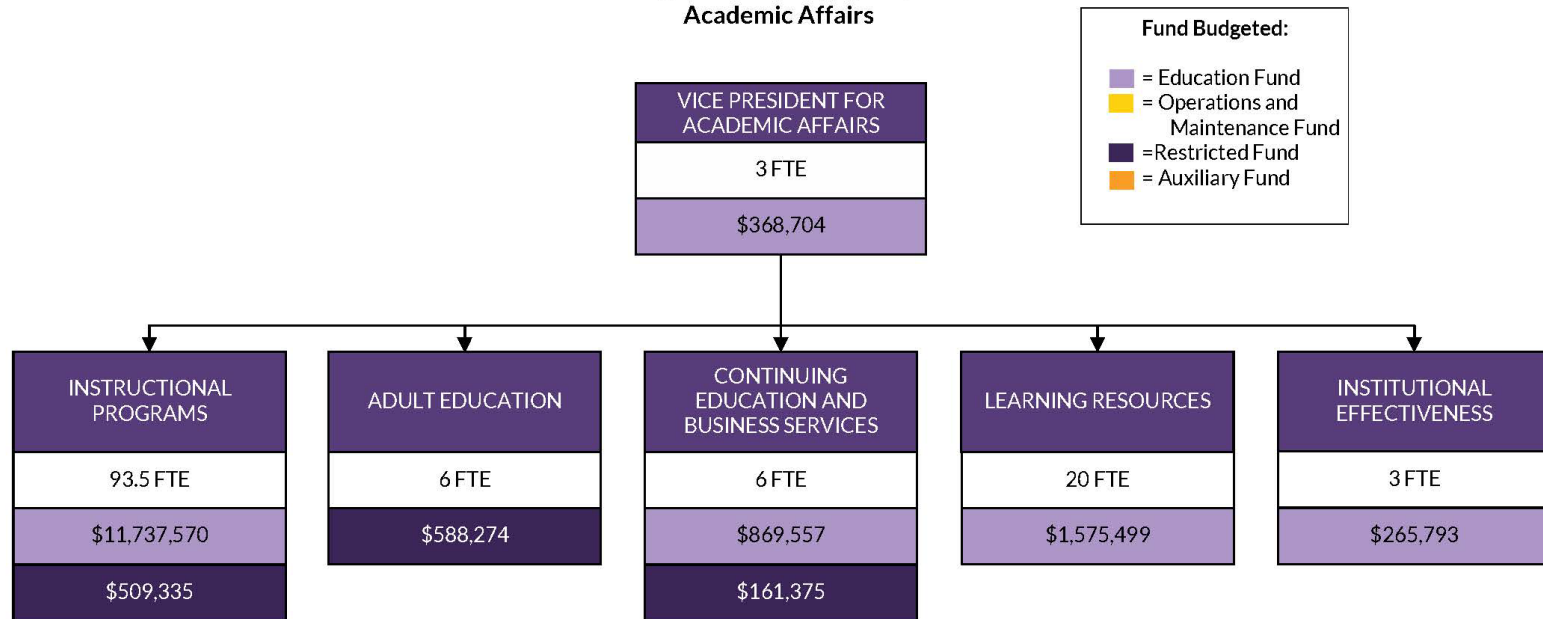 Academic Affairs
Fund Budgeted:
= Education Fund
= Operations and
Maintenance Fund
=Restricted Fund
= Auxiliary Fund
VICE PRESIDENT FOR
ACADEMIC AFFAIRS
3 FTE
$368,704
INSTRUCTIONAL
PROGRAMS
93.5 FTE
$11,737,570
$509,335
ADULT EDUCATION
6 FTE
$588,274
CONTINUING
EDUCATION AND
BUSINESS SERVICES
6 FTE
$869,557
$161,375
LEARNING RESOURCES
20 FTE
$1,575,499
INSTITUTIONAL
EFFECTIVENESS
3 FTE
$265,793